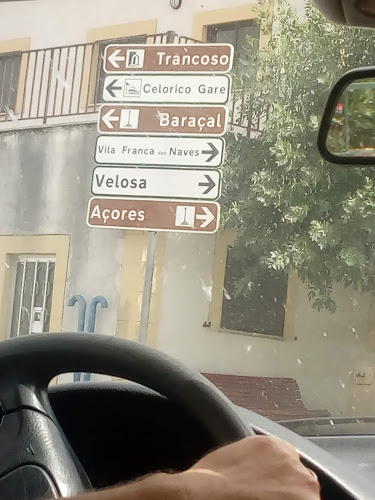 Trancoso
Celorico Gare
Baraçal
Vila Franca das Naves
Velosa
Açores